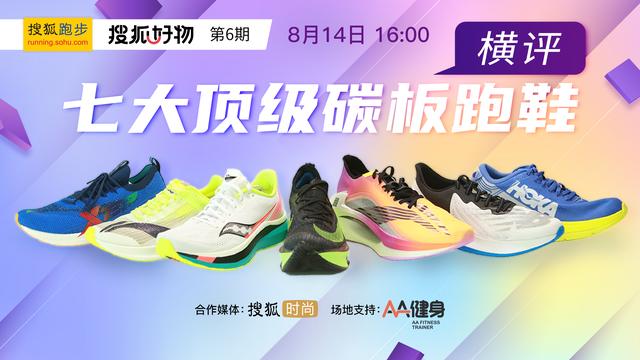 搜狐跑步
running.sohu.com
搜狐好物
第6期
8月14日 16:00
横评
七大顶级碳板跑鞋
HOKA
合作媒体：搜狐 时尚
场地支持：AA健身
AA FITNESS
TRAINER